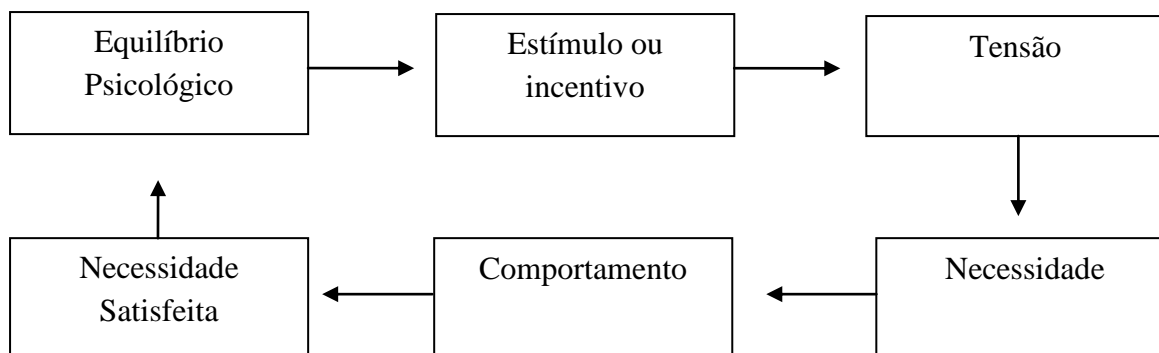 Equilíbrio
Psicológico
Estímulo ou
incentivo
Tensão
Necessidade
Satisfeita
Comportamento
Necessidade